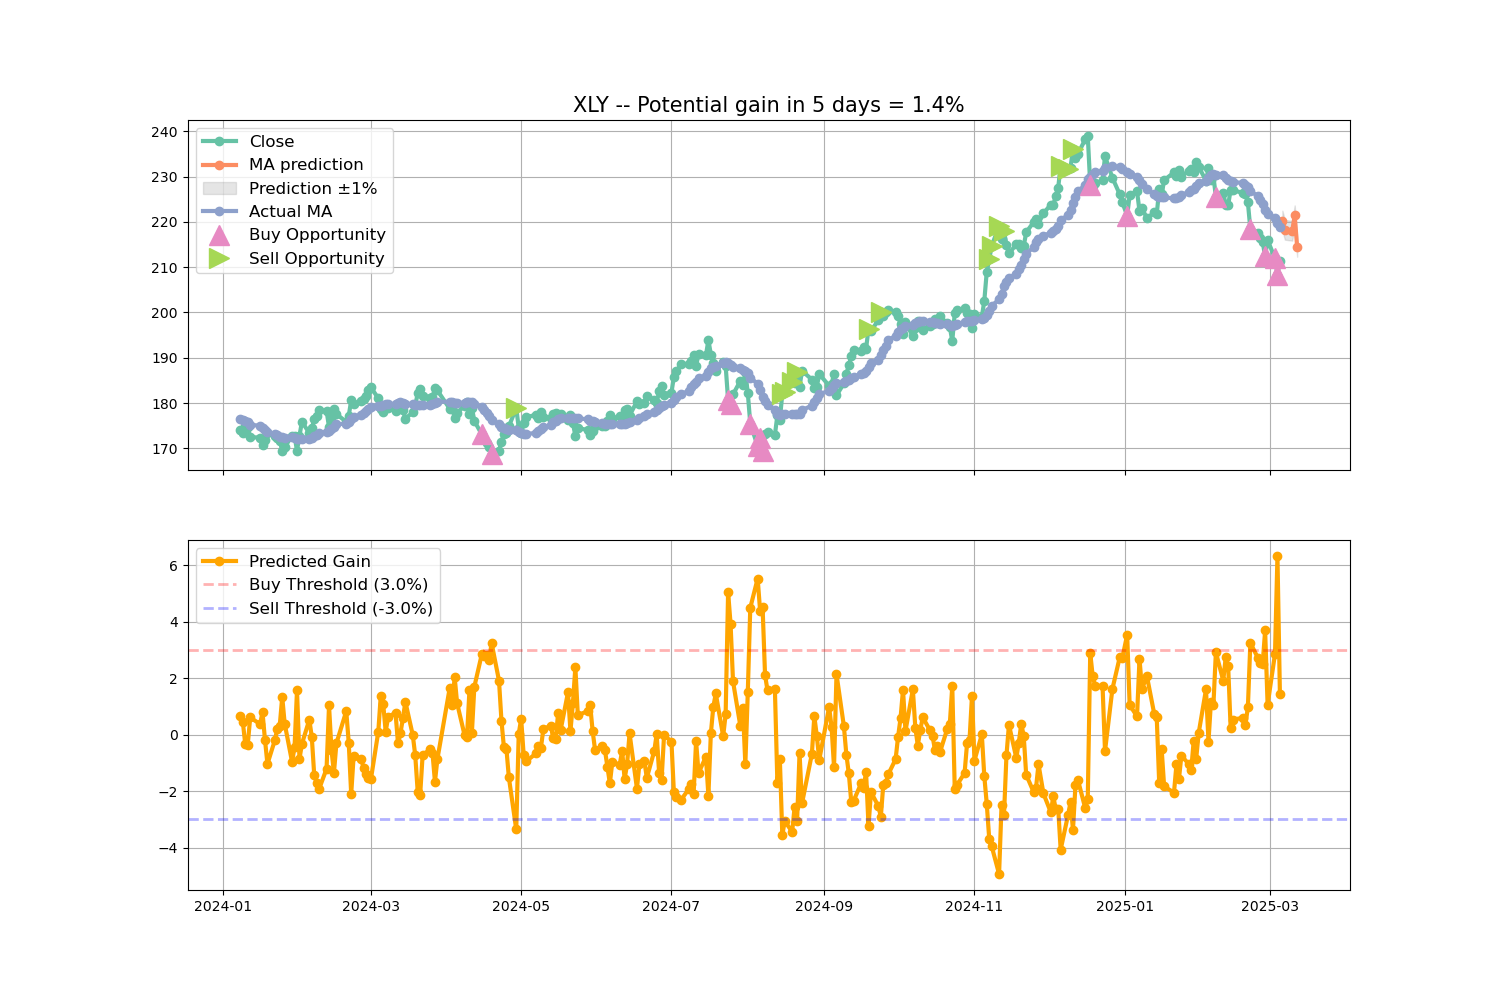 XLY -- Potential gain in 5 days = 1.4%
240
230
220
210
200
190
180
170
Close
MA prediction
Prediction ±1%
Actual MA
Buy Opportunity
Sell Opportunity
6
4
2
0
−2
−4
Predicted Gain
Buy Threshold (3.0%)
Sell Threshold (-3.0%)
2024-01 2024-03 2024-05 2024-07 2024-09 2024-11 2025-01 2025-03